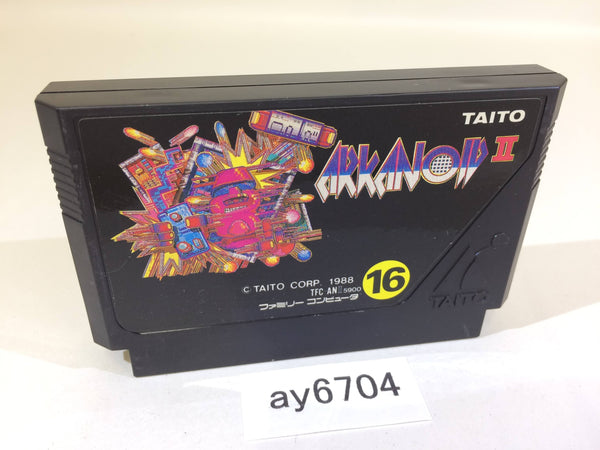 TAITO
ARKANOID II
© TAITO CORP. 1988
TFC-ANII 5900
ファミリー コンピュータ
16
TAITO
ay6704